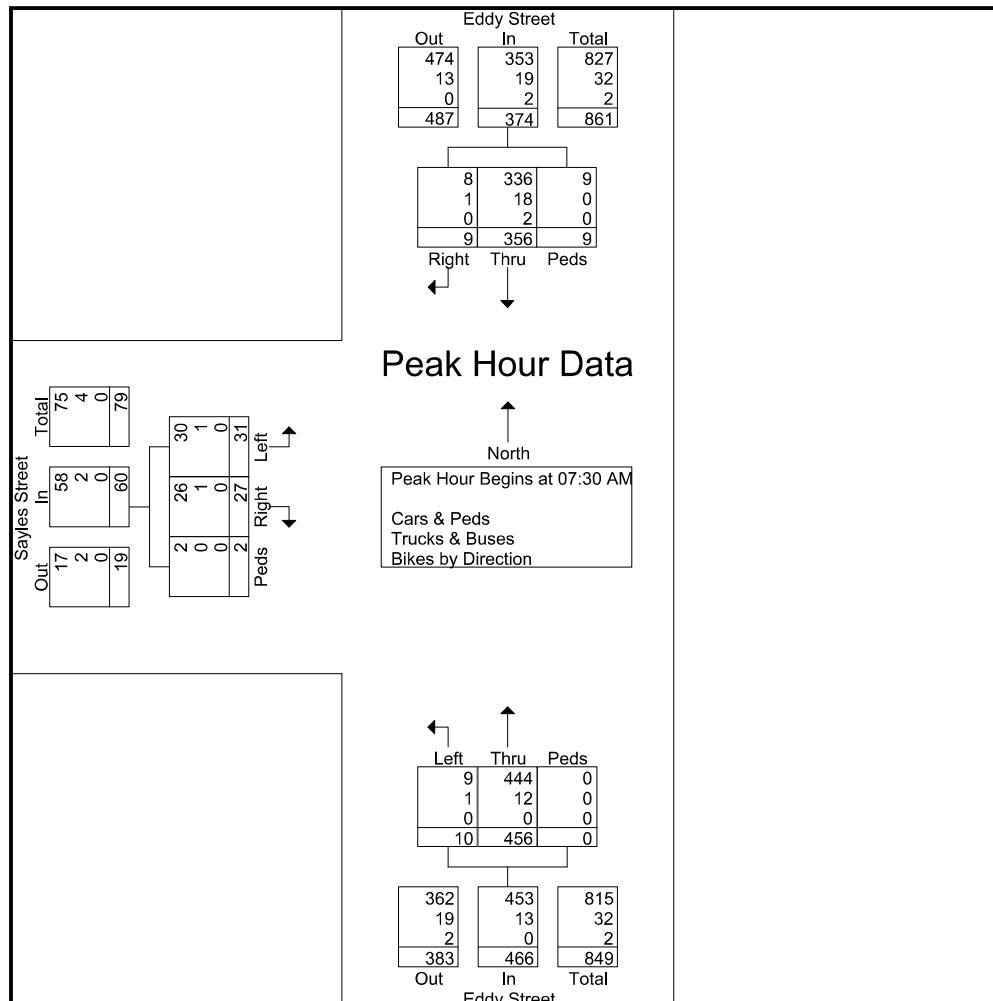 Eddy Street
Out In Total
474 353 827
13 19 32
0 2 2
487 374 861
8 336 9
1 18 0
0 2 0
9 356 9
Right Thru Peds
Peak Hour Data
North
Peak Hour Begins at 07:30 AM
Cars & Peds
Trucks & Buses
Bikes by Direction
Sayles Street
Out In Total
17 58 75
2 2 4
0 0 0
19 60 79
2 26 30
0 1 1
0 0 0
2 27 31
Peds Right Left
Left Thru Peds
9 444 0
1 12 0
0 0 0
10 456 0
362 453 815
19 13 32
2 0 2
383 466 849
Out In Total
Eddy Street